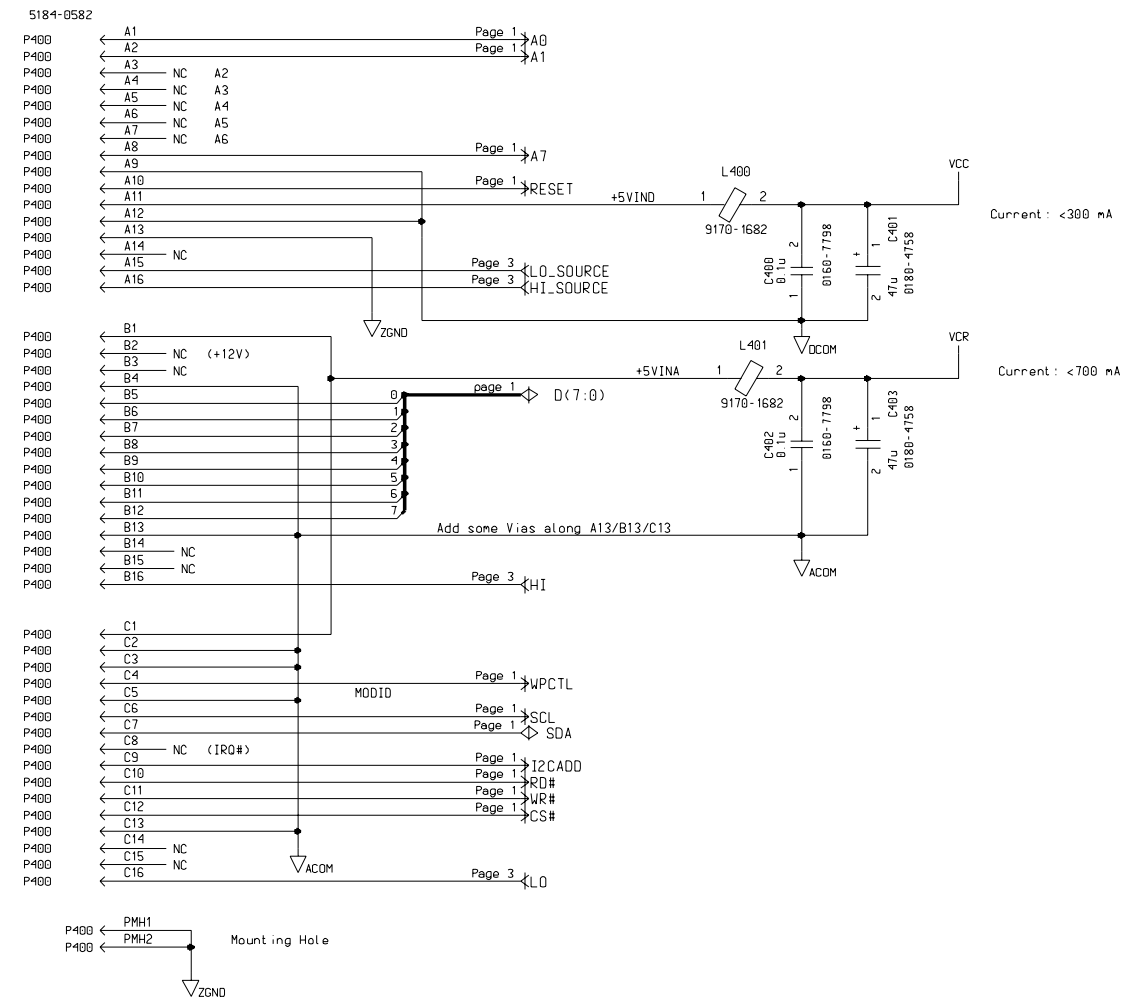 5184-0582
P400 A1 Page 1 A0
P400 A2 Page 1 A1
P400 A3 NC A2
P400 A4 NC A3
P400 A5 NC A4
P400 A6 NC A5
P400 A7 NC A6
P400 A8 Page 1 A7
P400 A9
P400 A10 Page 1 RESET
P400 A11 +5VIND
P400 A12
P400 A13
P400 A14 NC
P400 A15 Page 3 LO_SOURCE
P400 A16 Page 3 HI_SOURCE
ZGND
L400
1 2
9170-1682
VCC
Current: <300 mA
2
C400
0.1u
1
0160-7798
+ 1
C401
47u
2
0180-4758
DCOM
P400 B1
P400 B2 NC (+12V)
P400 B3 NC
P400 B4
P400 B5 0 page 1 D(7:0)
P400 B6 1
P400 B7 2
P400 B8 3
P400 B9 4
P400 B10 5
P400 B11 6
P400 B12 7
P400 B13 Add some Vias along A13/B13/C13
P400 B14 NC
P400 B15 NC
P400 B16 Page 3 HI
+5VINA
L401
1 2
9170-1682
VCR
Current: <700 mA
2
C402
0.1u
1
0160-7798
+ 1
C403
47u
2
0180-4758
ACOM
P400 C1
P400 C2
P400 C3
P400 C4 MODID Page 1 WPCTL
P400 C5
P400 C6 Page 1 SCL
P400 C7 Page 1 SDA
P400 C8 NC (IRQ#)
P400 C9 Page 1 I2CADD
P400 C10 Page 1 RD#
P400 C11 Page 1 WR#
P400 C12 Page 1 CS#
P400 C13
P400 C14 NC
P400 C15 NC
ACOM
P400 C16 Page 3 LO
P400 PMH1
P400 PMH2
Mounting Hole
ZGND